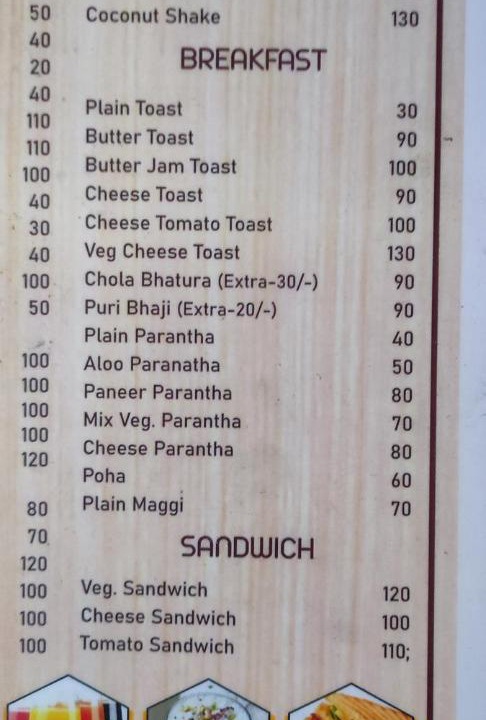 50
40
20
40
110
110
100
40
30
40
100
50
100
100
100
100
120
80
70
120
100
100
100
Coconut Shake 130
BREAKFAST
Plain Toast 30
Butter Toast 90
Butter Jam Toast 100
Cheese Toast 90
Cheese Tomato Toast 100
Veg Cheese Toast 130
Chola Bhatura (Extra-30/-) 90
Puri Bhaji (Extra-20/-) 90
Plain Parantha 40
Aloo Paranatha 50
Paneer Parantha 80
Mix Veg. Parantha 70
Cheese Parantha 80
Poha 60
Plain Maggi 70
SANDWICH
Veg. Sandwich 120
Cheese Sandwich 100
Tomato Sandwich 110;